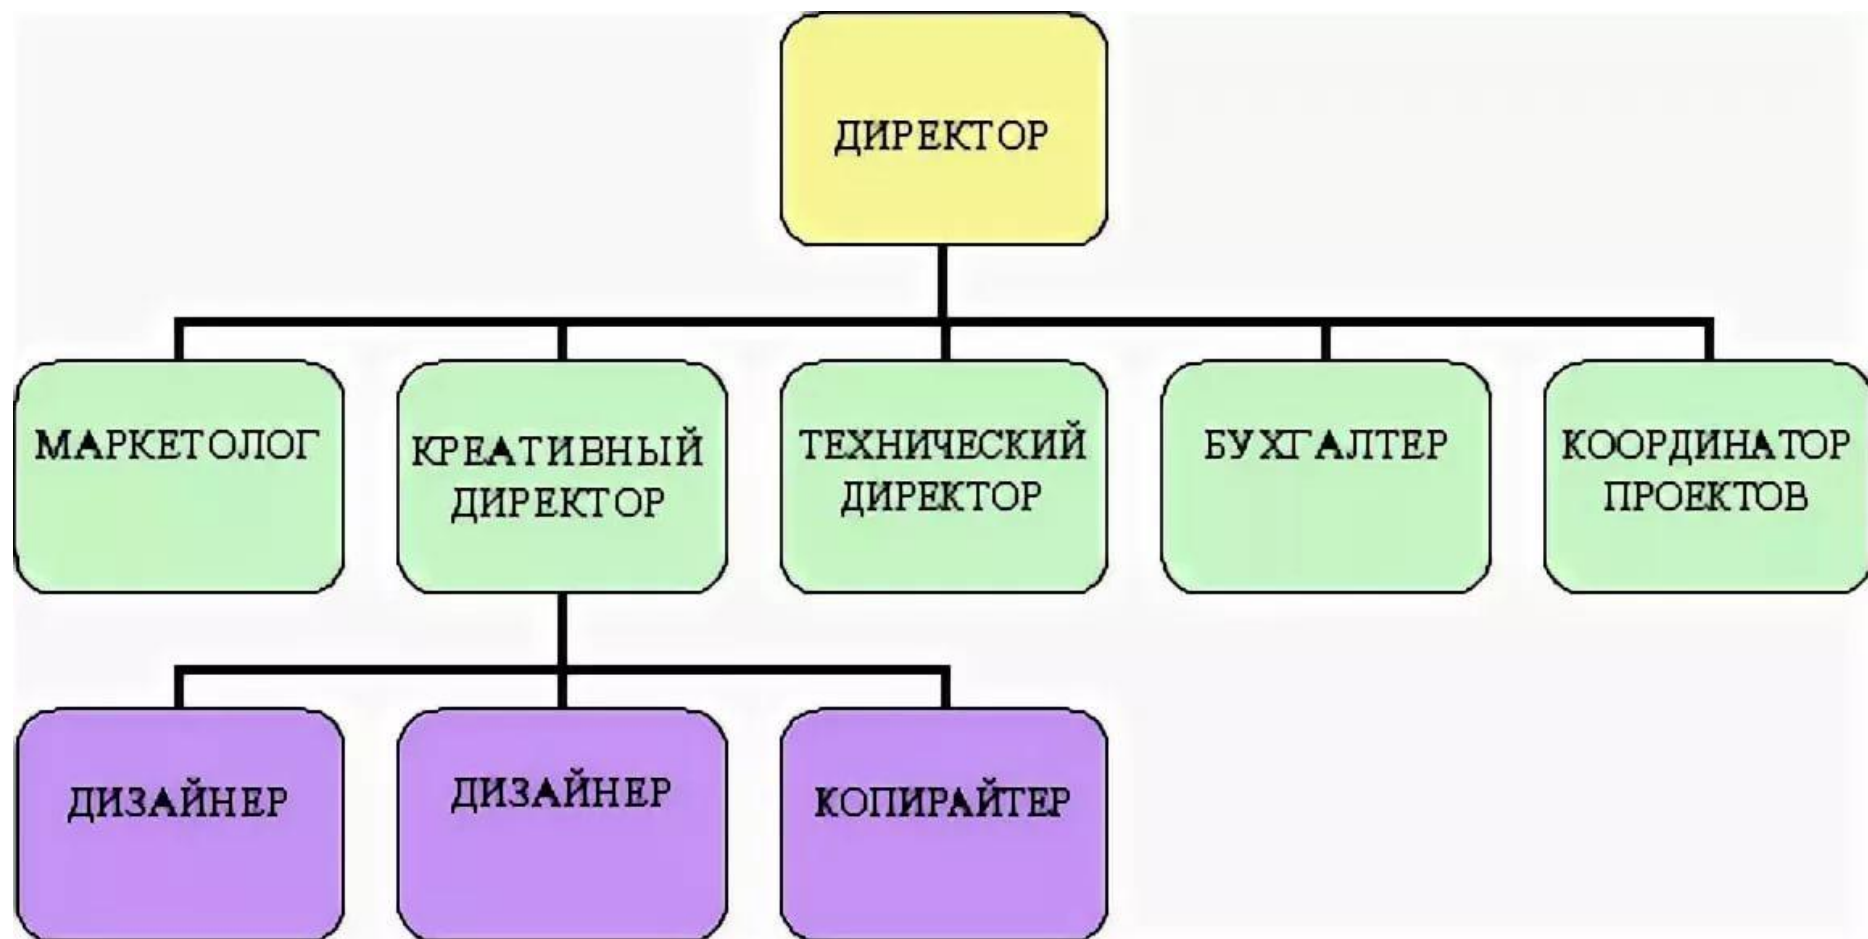 ДИРЕКТОР
МАРКЕТОЛОГ
КРЕАТИВНЫЙ
ДИРЕКТОР
ТЕХНИЧЕСКИЙ
ДИРЕКТОР
БУХГАЛТЕР
КООРДИНАТОР
ПРОЕКТОВ
ДИЗАЙНЕР
ДИЗАЙНЕР
КОПИРАЙТЕР